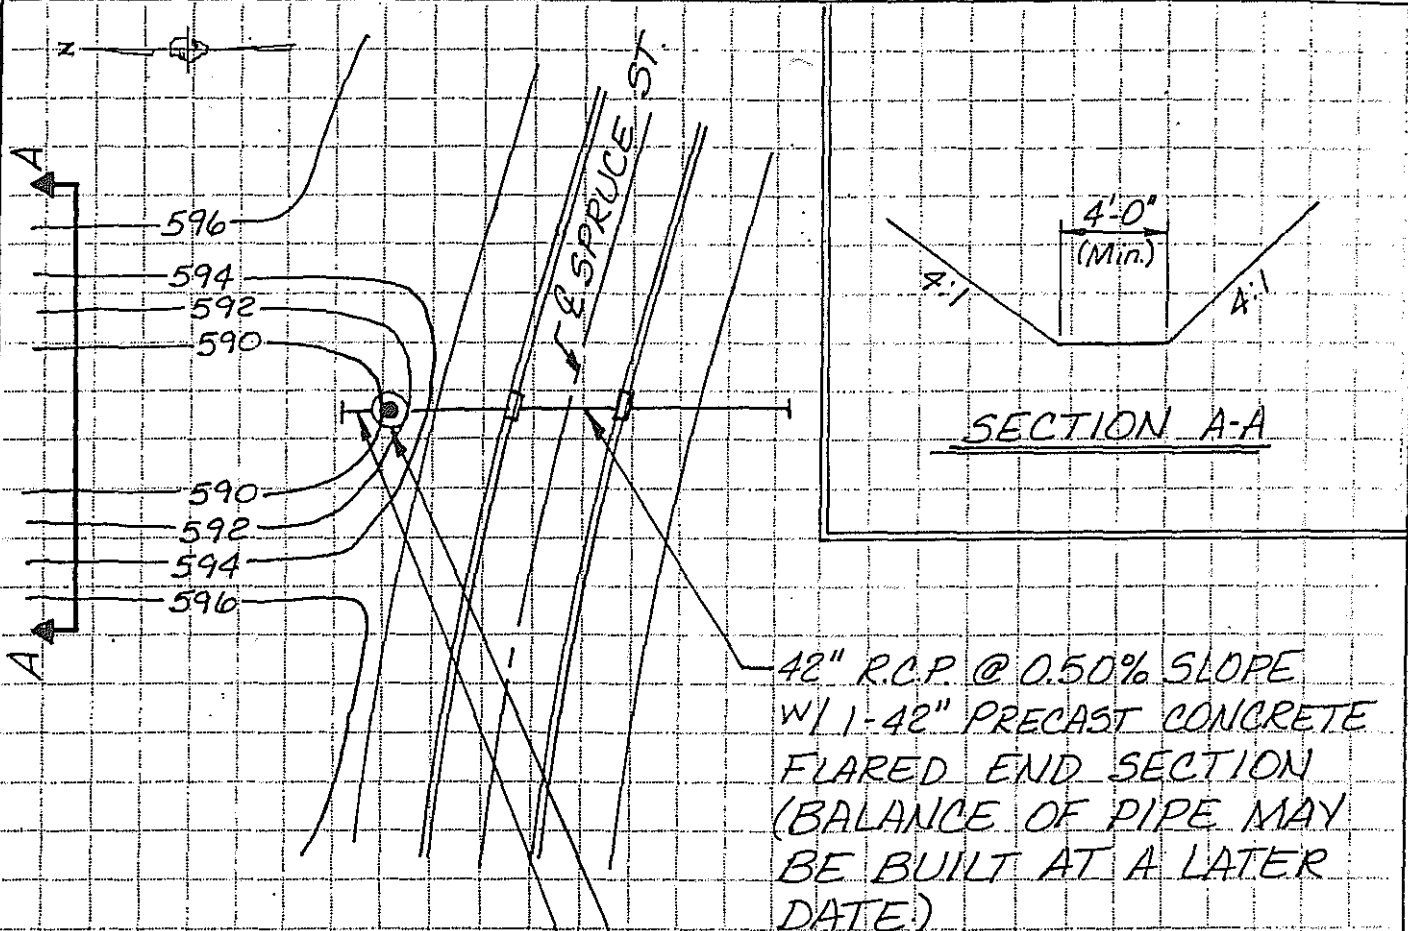 N
A
596
594
592
590
590
592
594
596
A
℄ SPRUCE ST.
4'-0"
(Min.)
4:1
4:1
SECTION A-A
42" R.C.P. @ 0.50% SLOPE
W/ 1-42" PRECAST CONCRETE
FLARED END SECTION
(BALANCE OF PIPE MAY
BE BUILT AT A LATER
DATE.)